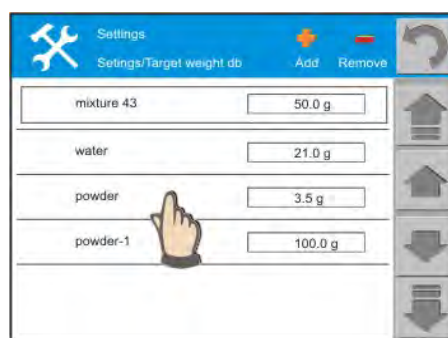 Settings
Setings/Target weight db
Add Remove
mixture 43 50.0 g
water 21.0 g
powder 3.5 g
powder-1 100.0 g